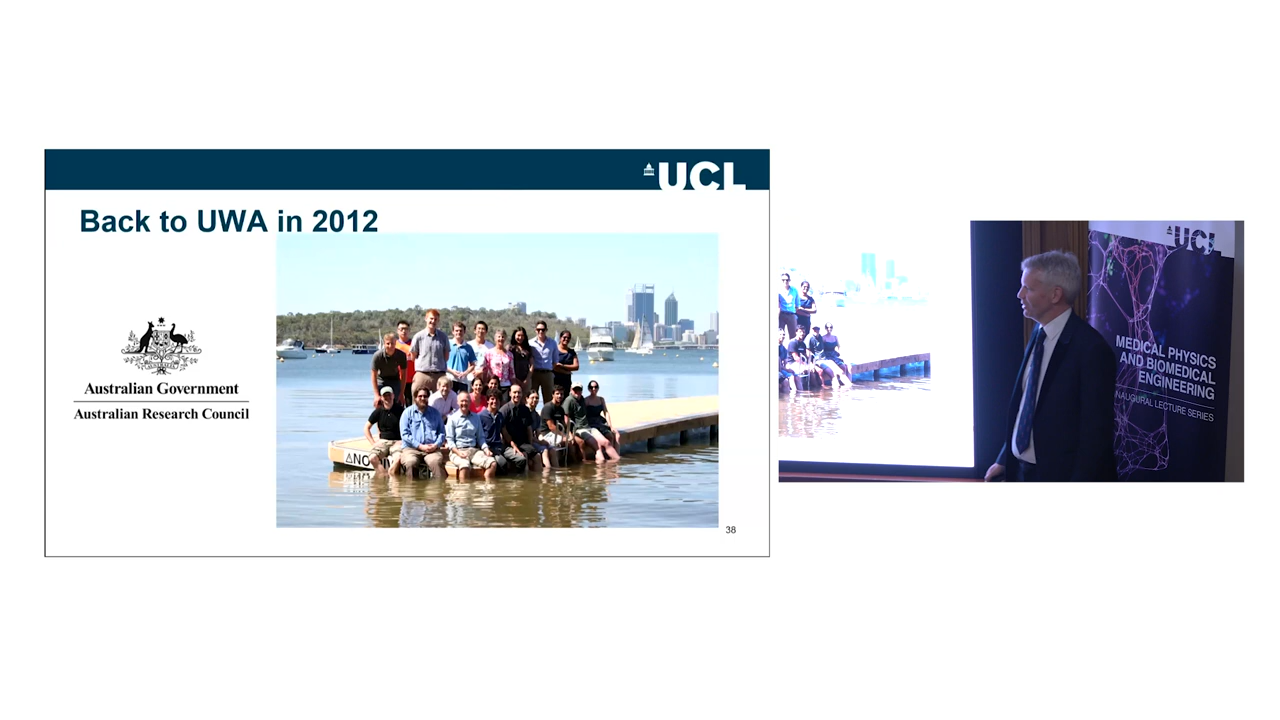 UCL
Back to UWA in 2012
Australian Government
Australian Research Council
38
UCL
MEDICAL PHYSICS
AND BIOMEDICAL
ENGINEERING
INAUGURAL LECTURE SERIES